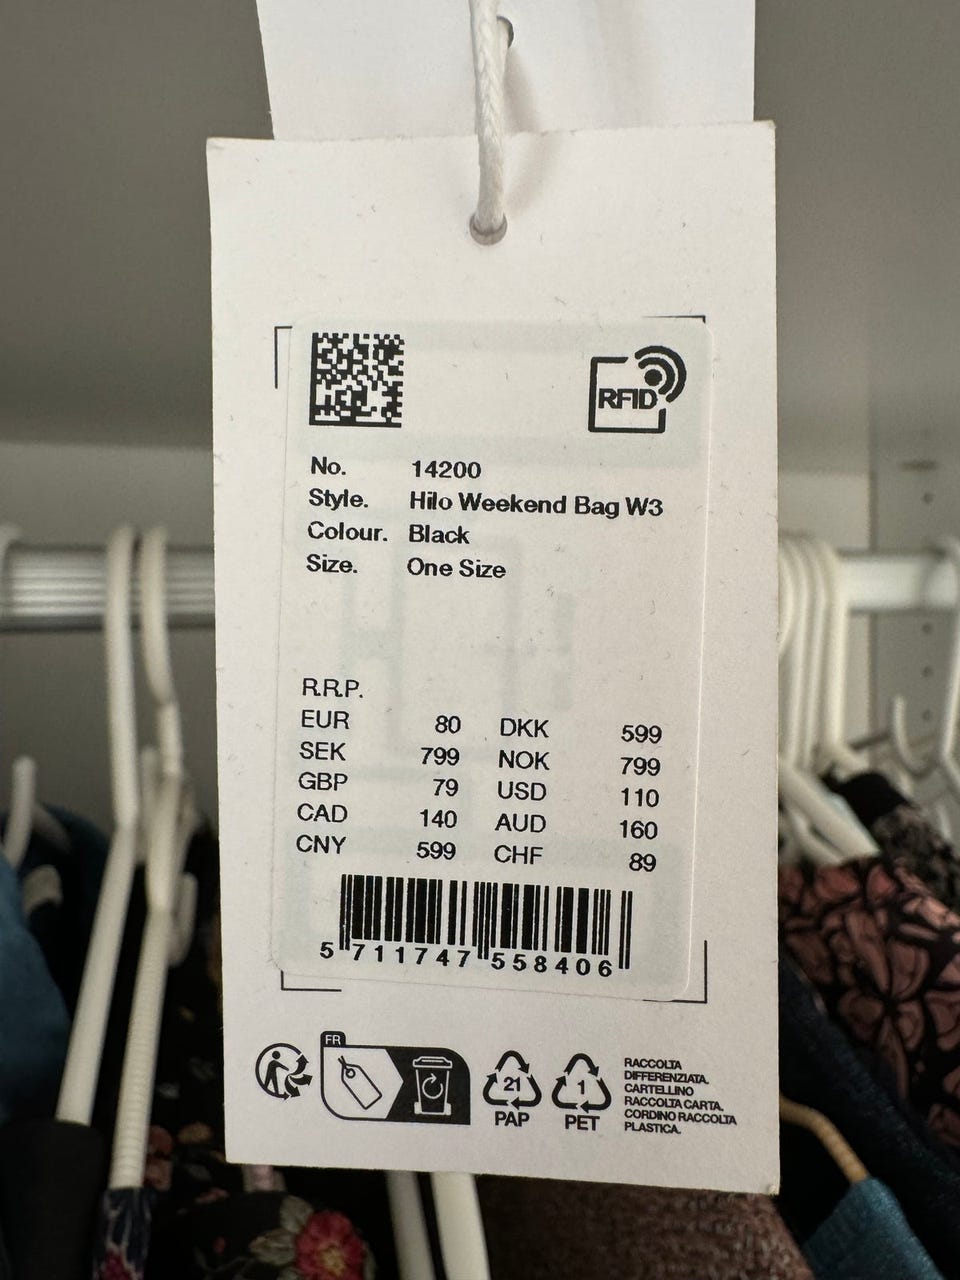 RFID
No. 14200
Style. Hilo Weekend Bag W3
Colour. Black
Size. One Size
R.R.P.
EUR 80 DKK 599
SEK 799 NOK 799
GBP 79 USD 110
CAD 140 AUD 160
CNY 599 CHF 89
5 711747 558406
FR
21
PAP
1
PET
RACCOLTA
DIFFERENZIATA.
CARTELLINO
RACCOLTA CARTA.
CORDINO RACCOLTA
PLASTICA.